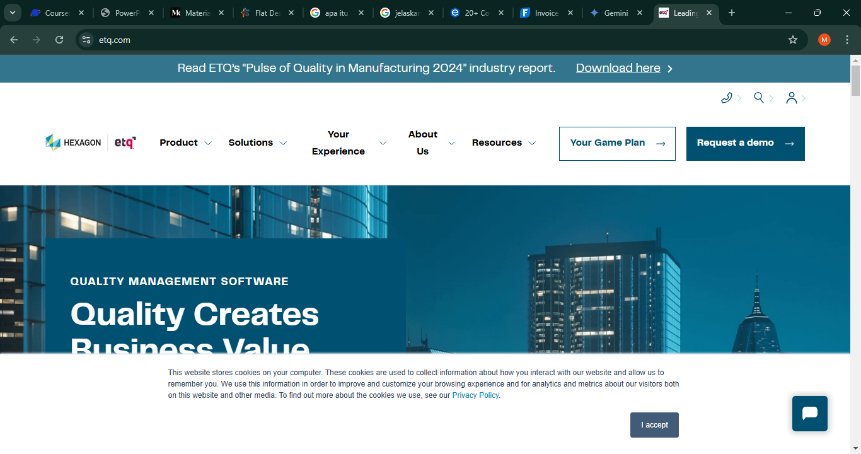 Course
PowerP
Materia
Flat De
apa itu
jelaskan
20+ Co
Invoice
Gemini
Leading
etq.com
M
Read ETQ's "Pulse of Quality in Manufacturing 2024" industry report. Download here
HEXAGON etq
Product
Solutions
Your
Experience
About
Us
Resources
Your Game Plan
Request a demo
QUALITY MANAGEMENT SOFTWARE
Quality Creates
Business Value
This website stores cookies on your computer. These cookies are used to collect information about how you interact with our website and allow us to
remember you. We use this information in order to improve and customize your browsing experience and for analytics and metrics about our visitors both
on this website and other media. To find out more about the cookies we use, see our Privacy Policy.
I accept